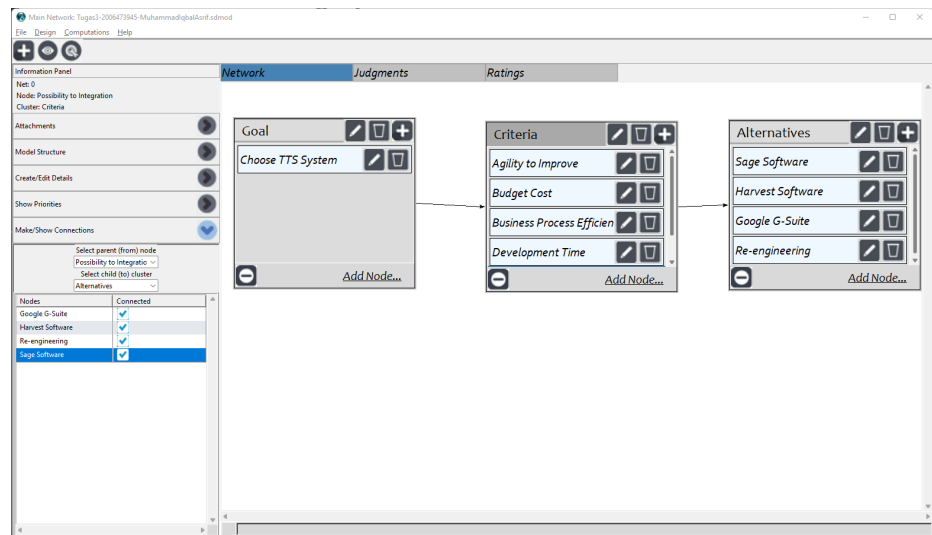 Main Network: Tugas3-2006473945-MuhammadIqbalAsrif.sdmod
File Design Computations Help
Information Panel
Net: 0
Node: Possibility to Integration
Cluster: Criteria
Attachments
Model Structure
Create/Edit Details
Show Priorities
Make/Show Connections
Select parent (from) node
Possibility to Integratio
Select child (to) cluster
Alternatives
Nodes Connected
Google G-Suite
Harvest Software
Re-engineering
Sage Software
Network Judgments Ratings
Goal
Choose TTS System
Add Node...
Criteria
Agility to Improve
Budget Cost
Business Process Efficien
Development Time
Add Node...
Alternatives
Sage Software
Harvest Software
Google G-Suite
Re-engineering
Add Node...